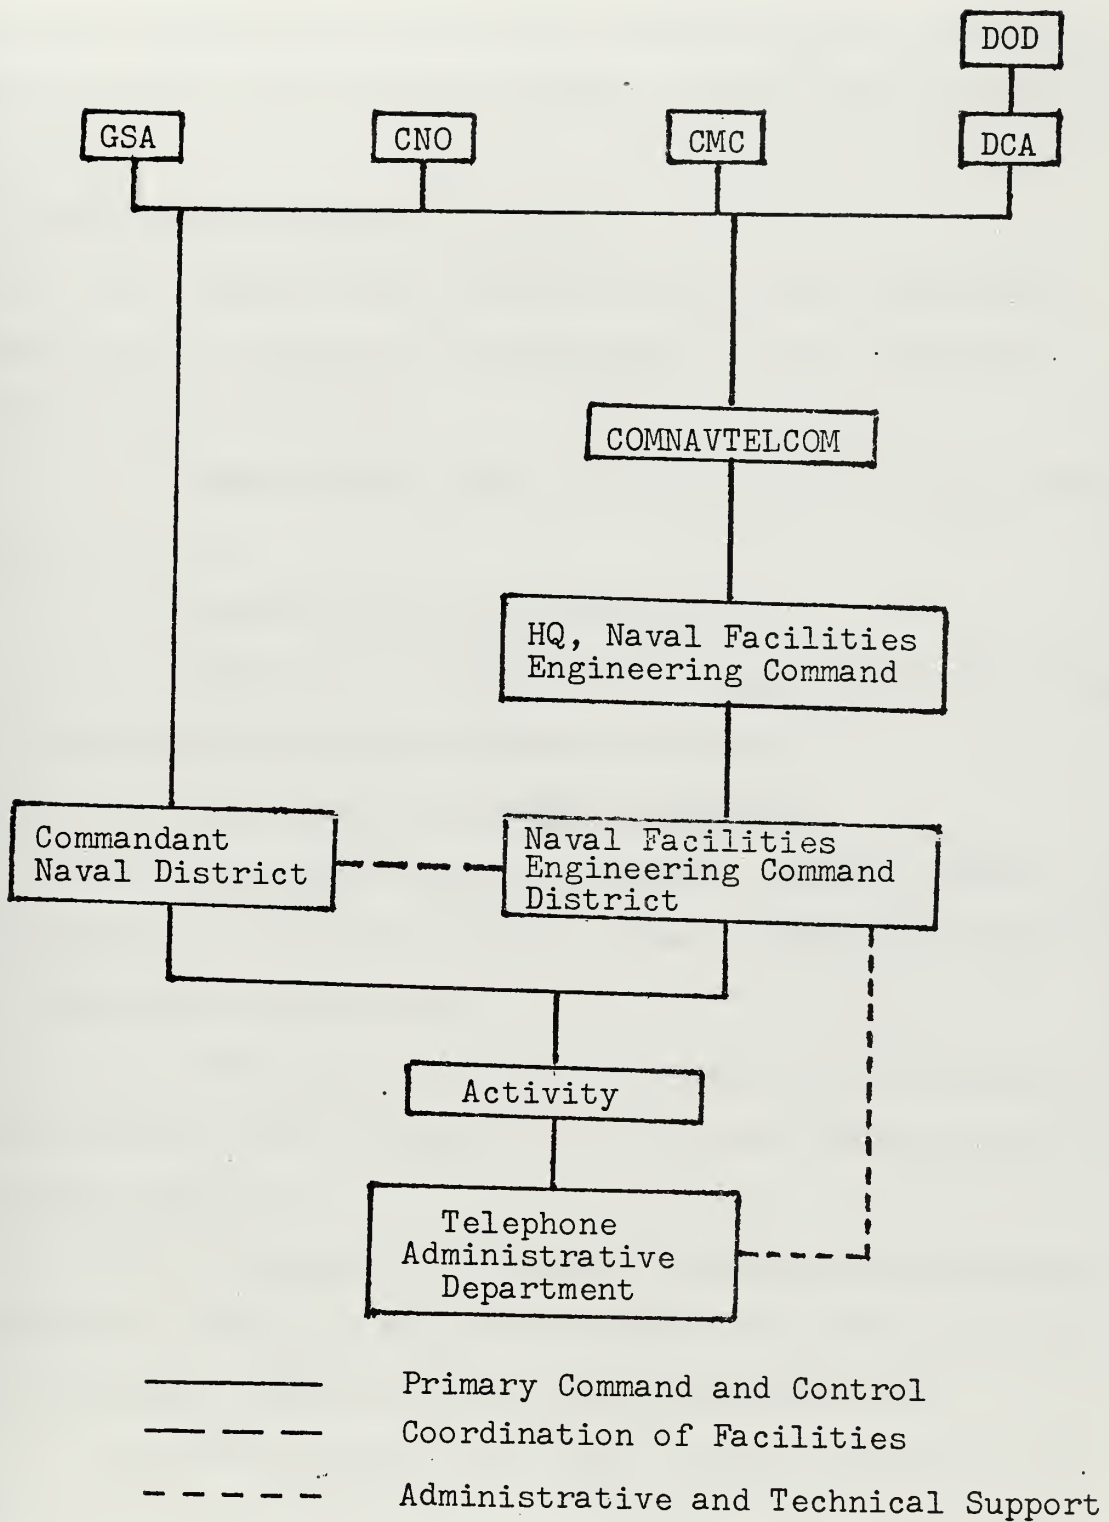 DOD
GSA
CNO
CMC
DCA
COMNAVTELCOM
HQ, Naval Facilities
Engineering Command
Commandant
Naval District
Naval Facilities
Engineering Command
District
Activity
Telephone
Administrative
Department
Primary Command and Control
Coordination of Facilities
Administrative and Technical Support